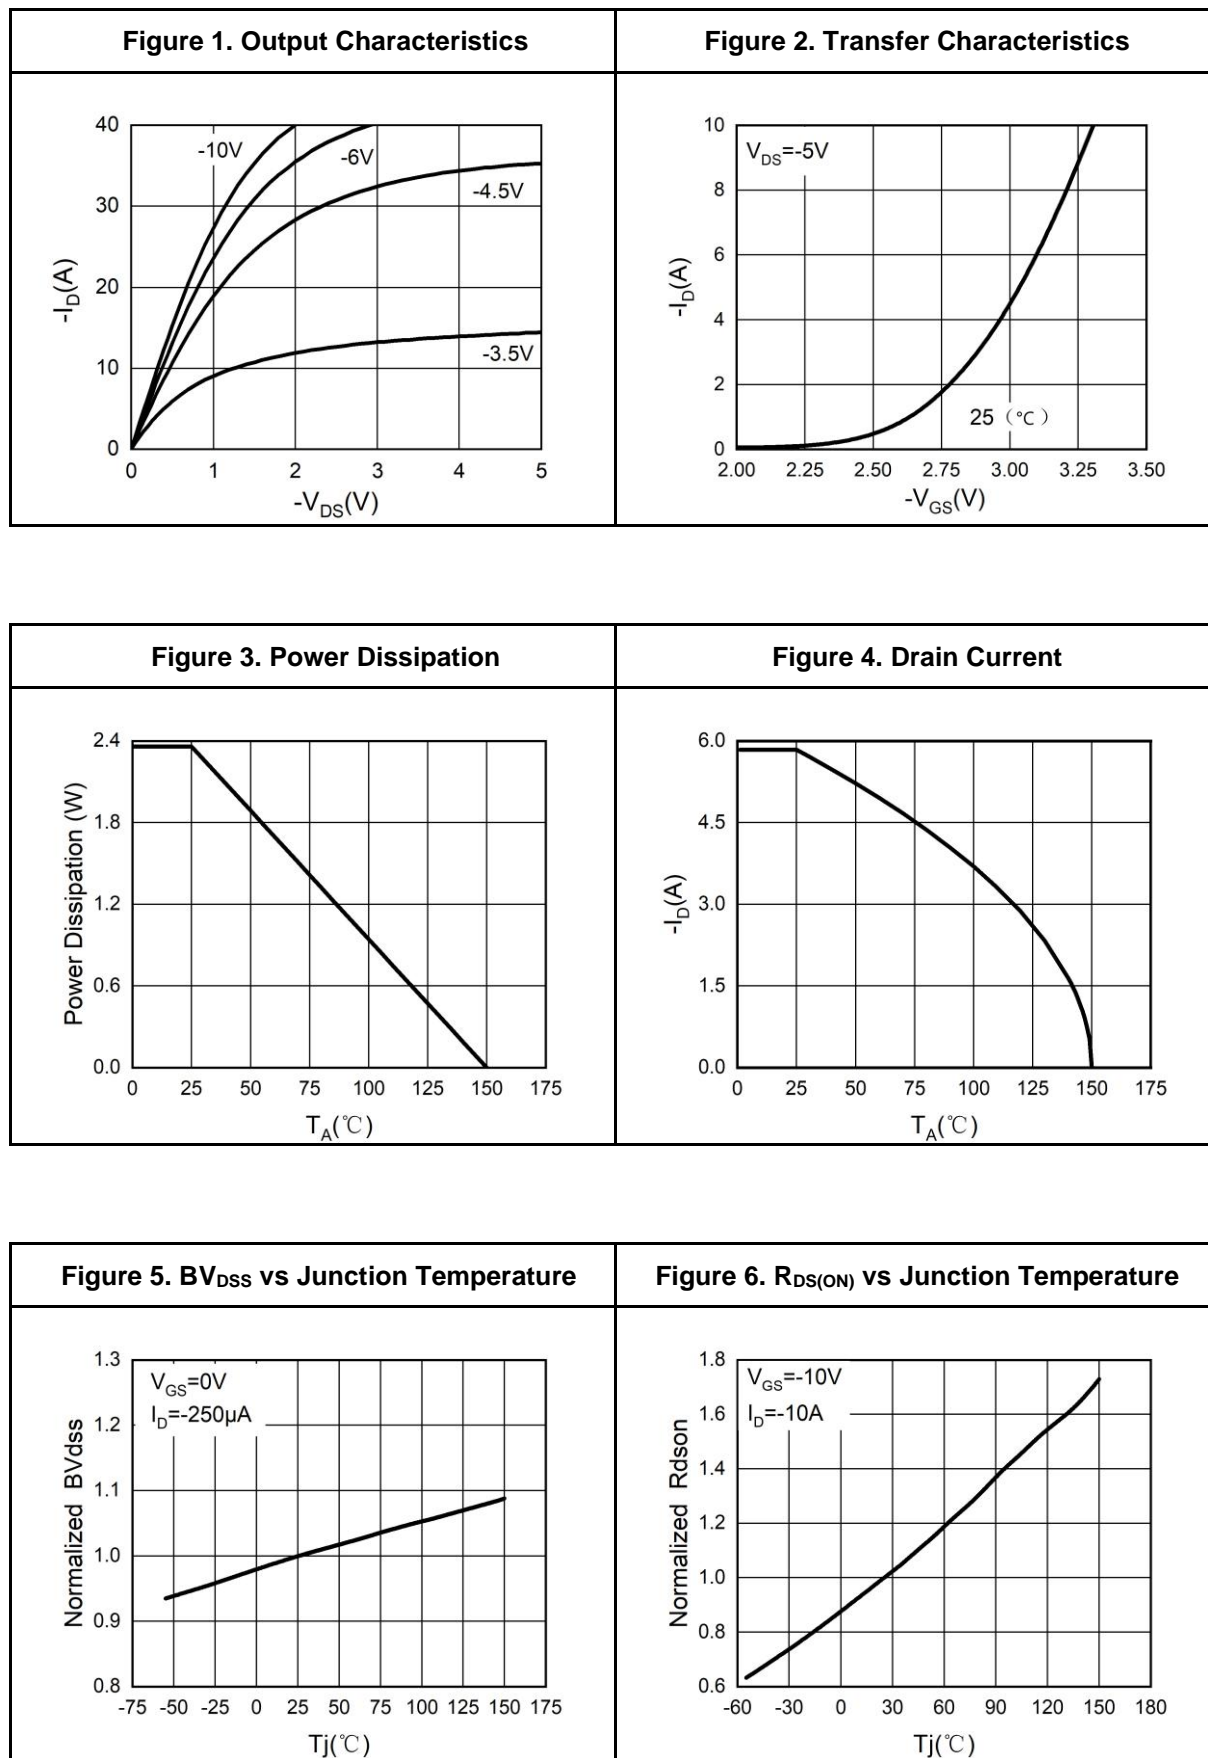 Figure 1. Output Characteristics
Figure 2. Transfer Characteristics
40
30
20
10
0
-I_D(A)
-10V
-6V
-4.5V
-3.5V
0 1 2 3 4 5
-V_DS(V)
10
8
6
4
2
0
-I_D(A)
V_DS=-5V
25（℃）
2.00 2.25 2.50 2.75 3.00 3.25 3.50
-V_GS(V)
Figure 3. Power Dissipation
Figure 4. Drain Current
2.4
1.8
1.2
0.6
0.0
Power Dissipation (W)
0 25 50 75 100 125 150 175
T_A(℃)
6.0
4.5
3.0
1.5
0.0
-I_D(A)
0 25 50 75 100 125 150 175
T_A(℃)
Figure 5. BV_DSS vs Junction Temperature
Figure 6. R_DS(ON) vs Junction Temperature
1.3
1.2
1.1
1.0
0.9
0.8
Normalized BVdss
V_GS=0V
I_D=-250μA
-75 -50 -25 0 25 50 75 100 125 150 175
Tj(℃)
1.8
1.6
1.4
1.2
1.0
0.8
0.6
Normalized Rdson
V_GS=-10V
I_D=-10A
-60 -30 0 30 60 90 120 150 180
Tj(℃)